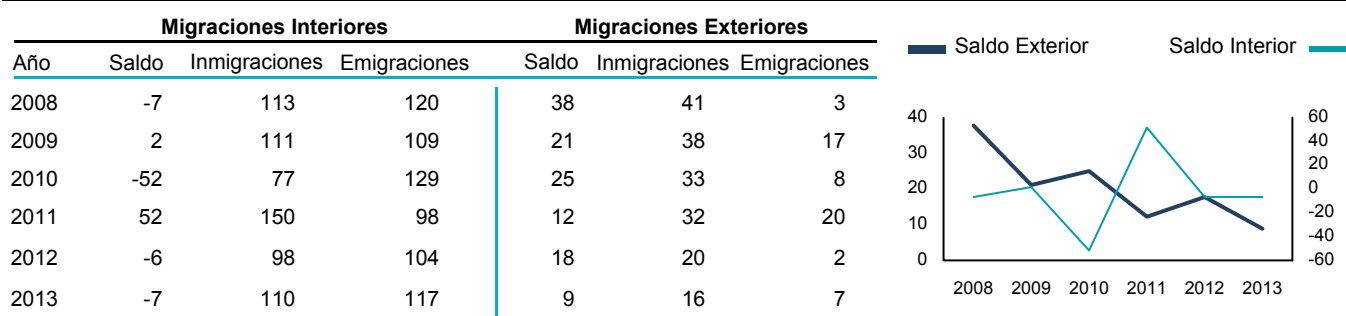 Migraciones Interiores Migraciones Exteriores
Año Saldo Inmigraciones Emigraciones Saldo Inmigraciones Emigraciones
2008 -7 113 120 38 41 3
2009 2 111 109 21 38 17
2010 -52 77 129 25 33 8
2011 52 150 98 12 32 20
2012 -6 98 104 18 20 2
2013 -7 110 117 9 16 7
Saldo Exterior Saldo Interior
40 60
30 40
20 20
10 0
0 -20
-40
-60
2008 2009 2010 2011 2012 2013